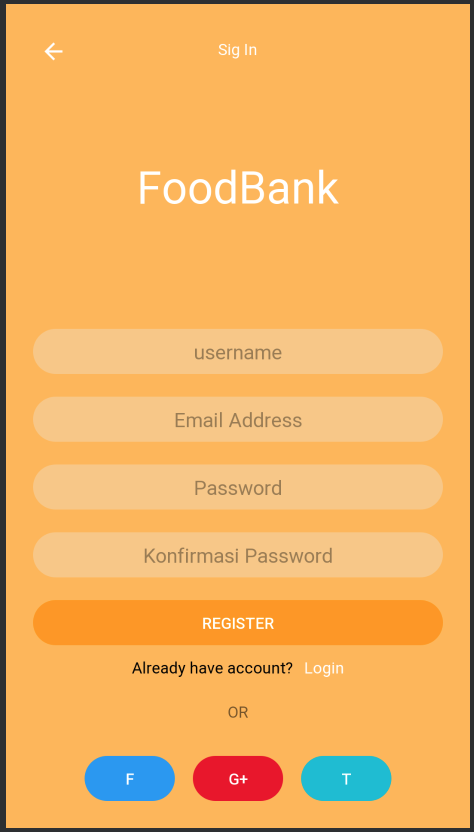 Sig In
FoodBank
username
Email Address
Password
Konfirmasi Password
REGISTER
Already have account? Login
OR
F G+ T